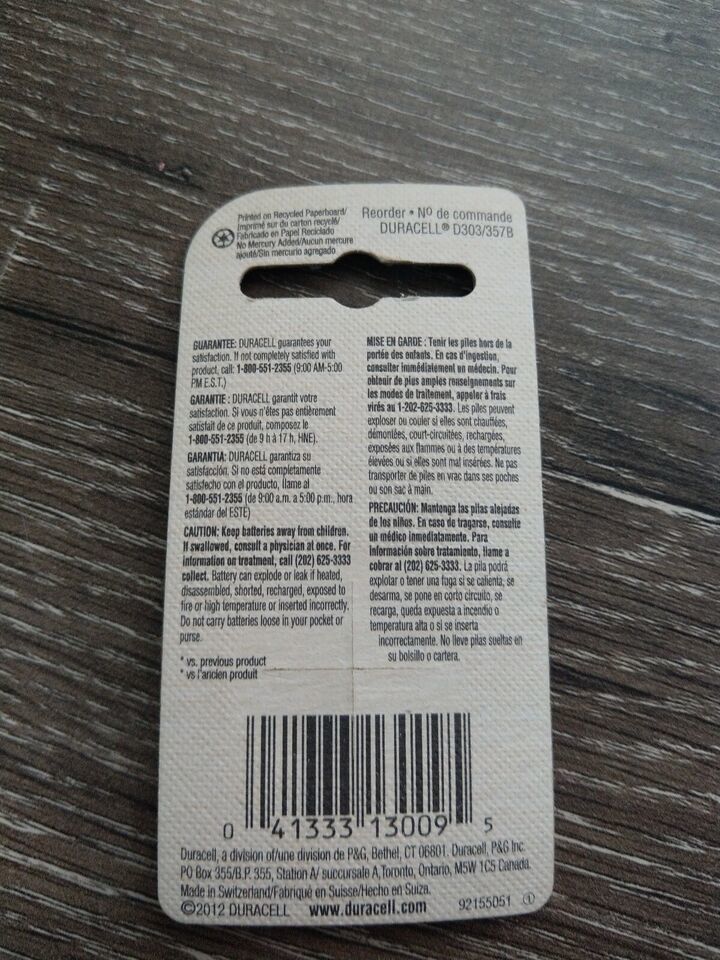 Printed on Recycled Paperboard/
Imprimé sur du carton recyclé/
Fabricado en Papel Reciclado
No Mercury Added/Aucun mercure
ajouté/Sin mercurio agregado
Reorder • Nº de commande
DURACELL® D303/357B
GUARANTEE: DURACELL guarantees your
satisfaction. If not completely satisfied with
product, call: 1-800-551-2355 (9:00 AM-5:00
PM E.S.T.)
GARANTIE : DURACELL garantit votre
satisfaction. Si vous n'êtes pas entièrement
satisfait de ce produit, composez le
1-800-551-2355 (de 9 h à 17 h, HNE).
GARANTIA: DURACELL garantiza su
satisfacción. Si no está completamente
satisfecho con el producto, llame al
1-800-551-2355 (de 9:00 a.m. a 5:00 p.m., hora
estándar del ESTE)
CAUTION: Keep batteries away from children.
If swallowed, consult a physician at once. For
information on treatment, call (202) 625-3333
collect. Battery can explode or leak if heated,
disassembled, shorted, recharged, exposed to
fire or high temperature or inserted incorrectly.
Do not carry batteries loose in your pocket or
purse.
* vs. previous product
* vs l'ancien produit
MISE EN GARDE : Tenir les piles hors de la
portée des enfants. En cas d'ingestion,
consulter immédiatement un médecin. Pour
obtenir de plus amples renseignements sur
les modes de traitement, appeler à frais
virés au 1-202-625-3333. Les piles peuvent
exploser ou couler si elles sont chauffées,
démontées, court-circuitées, rechargées,
exposées aux flammes ou à des températures
élevées ou si elles sont mal insérées. Ne pas
transporter de piles en vrac dans ses poches
ou son sac à main.
PRECAUCIÓN: Mantenga las pilas alejadas
de los niños. En caso de tragarse, consulte
un médico inmediatamente. Para
información sobre tratamiento, llame a
cobrar al (202) 625-3333. La pila podrá
explotar o tener una fuga si se calienta, se
desarma, se pone en corto circuito, se
recarga, queda expuesta a incendio o
temperatura alta o si se inserta
incorrectamente. No lleve pilas sueltas en
su bolsillo o cartera.
0 41333 13009 5
Duracell, a division of/une division de P&G, Bethel, CT 06801. Duracell, P&G Inc.
PO Box 355/B.P. 355, Station A/ succursale A,Toronto, Ontario, M5W 1C5 Canada.
Made in Switzerland/Fabriqué en Suisse/Hecho en Suiza.
©2012 DURACELL www.duracell.com 92155051 ①